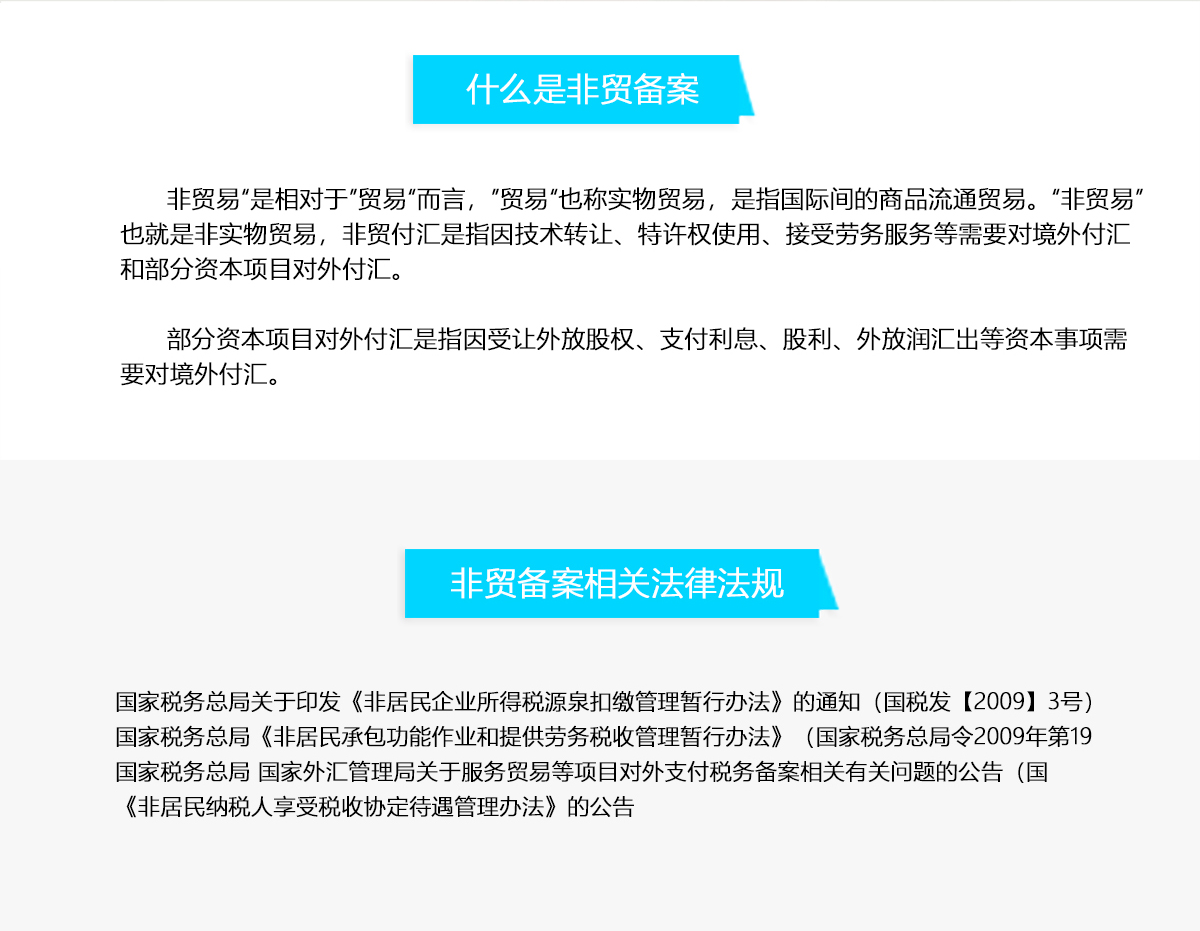 什么是非贸备案
非贸易“是相对于”贸易“而言，”贸易“也称实物贸易，是指国际间的商品流通贸易。“非贸易”
也就是非实物贸易，非贸付汇是指因技术转让、特许权使用、接受劳务服务等需要对境外付汇
和部分资本项目对外付汇。
部分资本项目对外付汇是指因受让外放股权、支付利息、股利、外放润汇出等资本事项需
要对境外付汇。
非贸备案相关法律法规
国家税务总局关于印发《非居民企业所得税源泉扣缴管理暂行办法》的通知（国税发【2009】3号）
国家税务总局《非居民承包功能作业和提供劳务税收管理暂行办法》（国家税务总局令2009年第19
国家税务总局 国家外汇管理局关于服务贸易等项目对外支付税务备案相关有关问题的公告（国
《非居民纳税人享受税收协定待遇管理办法》的公告